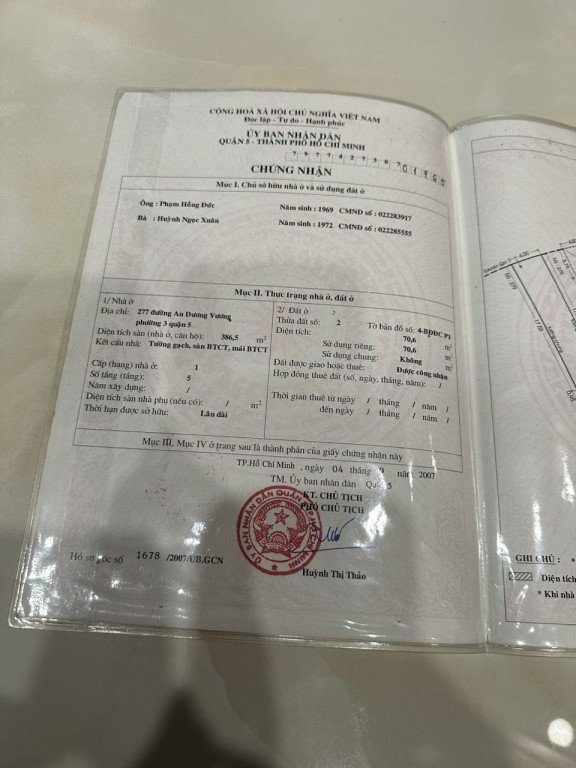 CỘNG HOÀ XÃ HỘI CHỦ NGHĨA VIỆT NAM
Độc lập - Tự do - Hạnh phúc
ỦY BAN NHÂN DÂN
QUẬN 5 - THÀNH PHỐ HỒ CHÍ MINH
CHỨNG NHẬN
Mục I. Chủ sở hữu nhà ở và sử dụng đất ở
Ông : Phạm Hồng Đức Năm sinh : 1969 CMND số : 022283917
Bà : Huỳnh Ngọc Xuân Năm sinh : 1972 CMND số : 022285555
Mục II. Thực trạng nhà ở, đất ở
1/ Nhà ở
Địa chỉ: 277 đường An Dương Vương
phường 3 quận 5
Diện tích sàn (nhà ở, căn hộ): 386,5 m²
Kết cấu nhà: Tường gạch, sàn BTCT, mái BTCT
Cấp (hạng) nhà ở: 1
Số tầng (tầng): 5
Năm xây dựng: /
Diện tích sàn nhà phụ (nếu có): / m²
Thời hạn được sở hữu: Lâu dài
2/ Đất ở :
Thửa đất số: 2 Tờ bản đồ số: 4-BĐĐC P3
Diện tích: 70,6 m²
Sử dụng riêng: 70,6 m²
Sử dụng chung: Không m²
Đất được giao hoặc thuê: Được công nhận
Hợp đồng thuê đất (số, ngày, tháng, năm): /
Thời gian thuê từ ngày / tháng / năm /
đến ngày / tháng / năm /
Mục III, Mục IV ở trang sau là thành phần của giấy chứng nhận này
TP.Hồ Chí Minh , ngày 04 tháng 9 năm 2007
TM. Ủy ban nhân dân Quận 5
KT. CHỦ TỊCH
PHÓ CHỦ TỊCH
Hồ sơ gốc số 1678 /2007/UB.GCN
Huỳnh Thị Thảo
GHI CHÚ : *
Diện tích
* Khi nhà